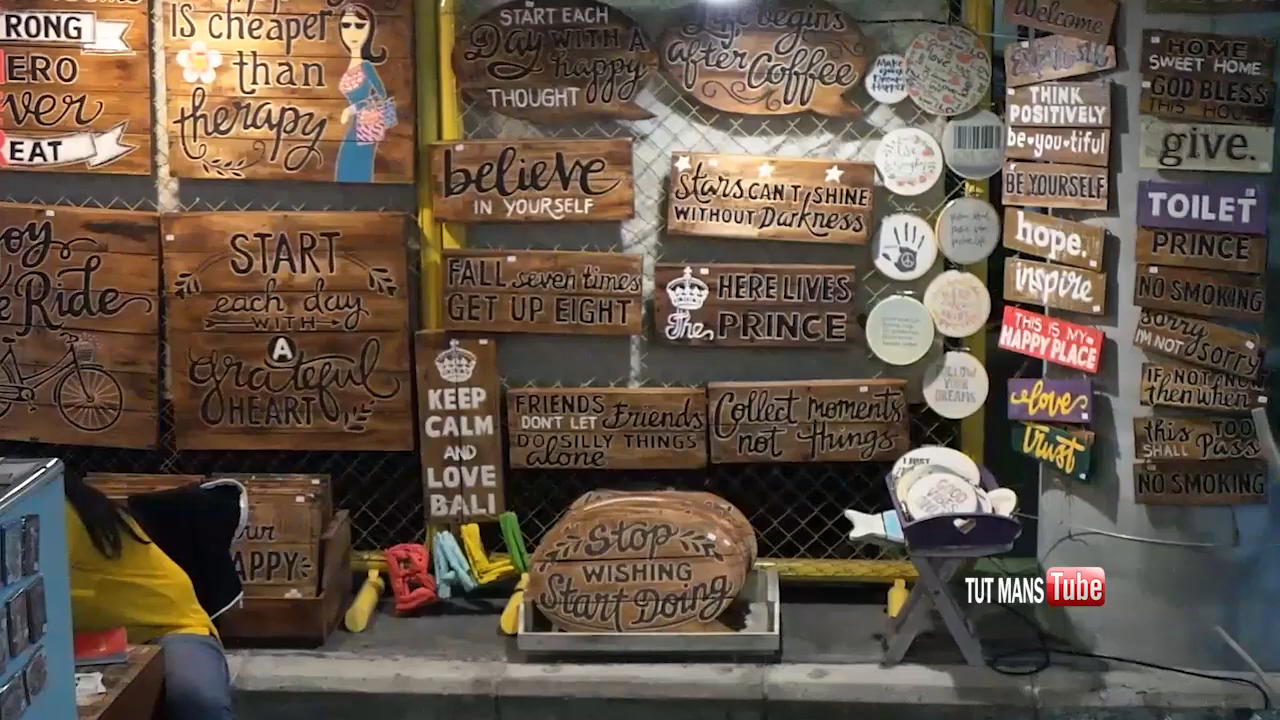 RONG
ERO
ver
EAT
IS cheaper
than
therapy
START EACH
Day WITH A
happy
THOUGHT
Life begins
after Coffee
believe
IN YOURSELF
stars CAN'T SHINE
WITHOUT Darkness
FALL seven times
GET UP EIGHT
HERE LIVES
The PRINCE
oy
Ride
START
each day
WITH
A
grateful
HEART
KEEP
CALM
AND
LOVE
BALI
FRIENDS
DON'T LET Friends
DO SILLY THINGS
alone
Collect moments
not things
Stop
WISHING
Start Doing
our
APPY
BALI
FOLLOW
YOUR
DREAMS
I JUST
Welcome
THINK
POSITIVELY
be you tiful
BE YOURSELF
hope.
inspire
THIS IS MY
HAPPY PLACE
love
trust
HOME
SWEET HOME
GOD BLESS
THIS HOUSE
give.
TOILET
PRINCE
NO SMOKING
sorry
I'M NOT sorry
IF NOT NOW
then when
this TOO
SHALL Pass
NO SMOKING
TUT MANS Tube